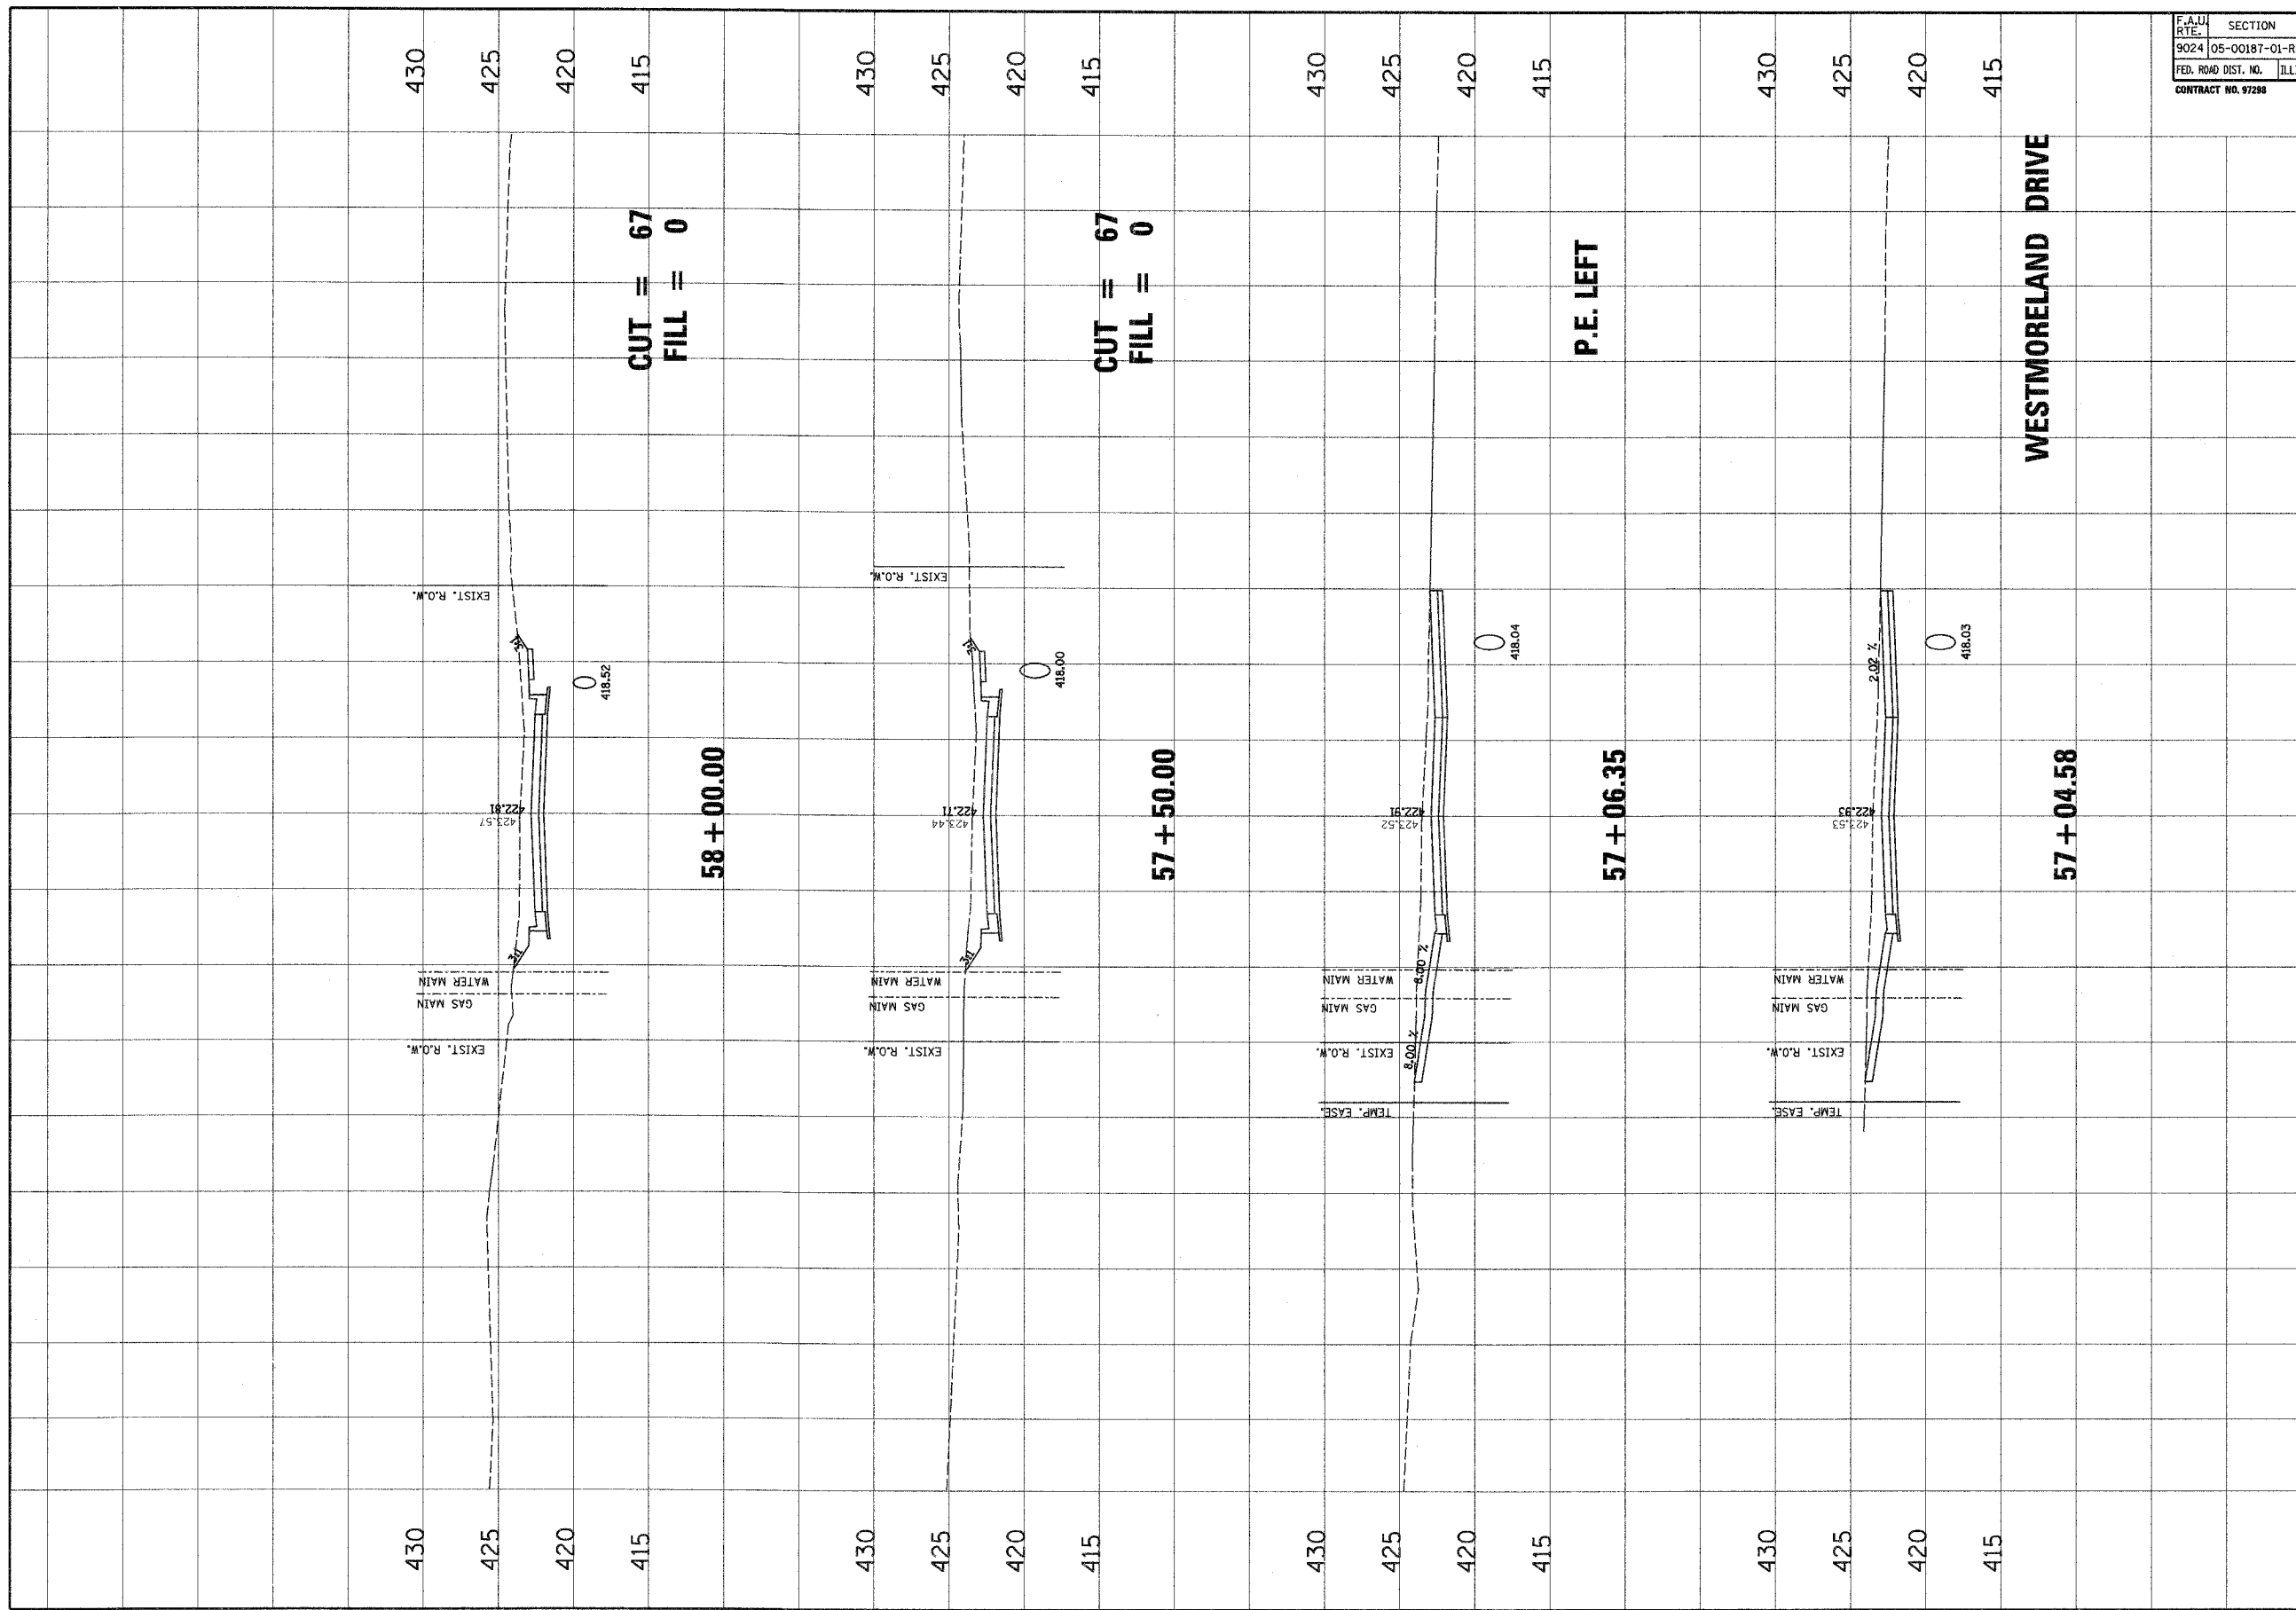 F.A.U. RTE. SECTION
9024 05-00187-01-R
FED. ROAD DIST. NO. ILLI
CONTRACT NO. 97298
430 425 420 415
EXIST. R.O.W.
3:1
418.52
422.81
423.57
3:1
WATER MAIN
GAS MAIN
EXIST. R.O.W.
CUT = 67
FILL = 0
58+00.00
430 425 420 415
430 425 420 415
EXIST. R.O.W.
3:1
418.00
422.71
423.44
3:1
WATER MAIN
GAS MAIN
EXIST. R.O.W.
CUT = 67
FILL = 0
57+50.00
430 425 420 415
425 420 415
418.04
422.91
423.52
8.00 %
WATER MAIN
GAS MAIN
8.00 %
EXIST. R.O.W.
TEMP. EASE.
P.E. LEFT
57+06.35
430 425 420 415
430 425 420 415
2.02 %
418.03
422.93
423.53
WATER MAIN
GAS MAIN
EXIST. R.O.W.
TEMP. EASE.
WESTMORELAND DRIVE
57+04.58
430 425 420 415